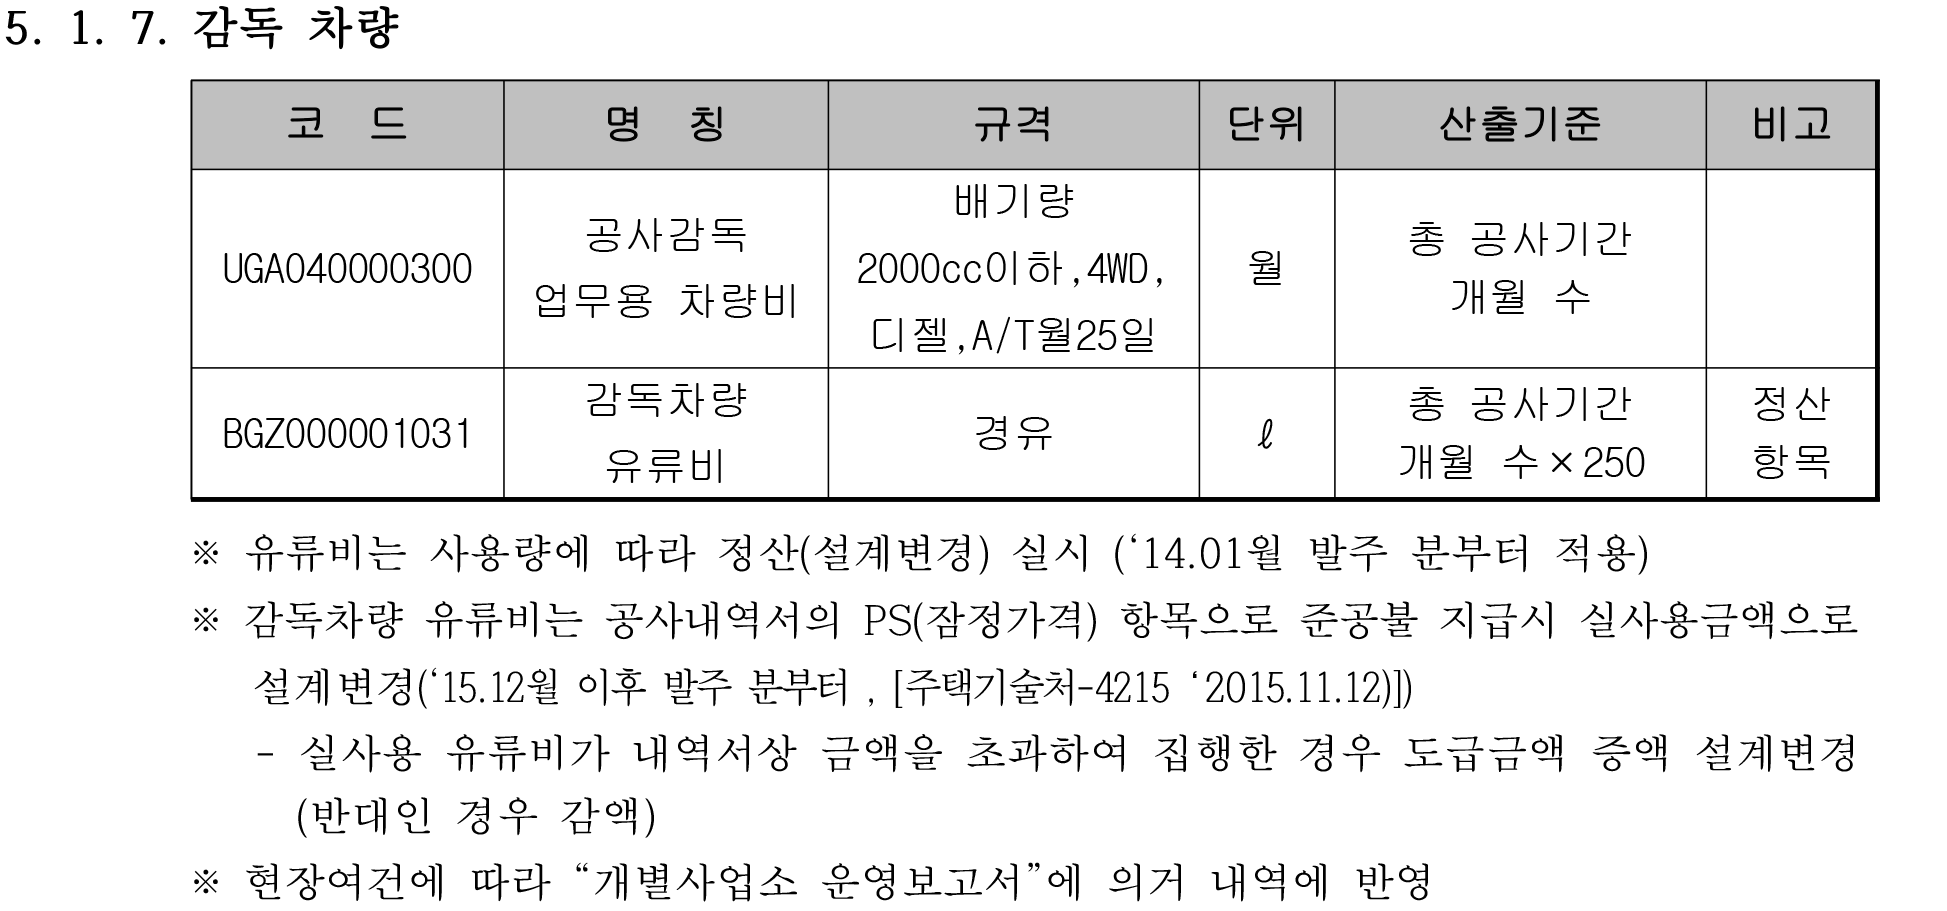 5. 1. 7. 감독 차량
코 드 명 칭 규격 단위 산출기준 비고
UGA040000300 공사감독 업무용 차량비 배기량 2000cc이하,4WD, 디젤,A/T월25일 월 총 공사기간 개월 수
BGZ000001031 감독차량 유류비 경유 ℓ 총 공사기간 개월 수×250 정산 항목
※ 유류비는 사용량에 따라 정산(설계변경) 실시 (‘14.01월 발주 분부터 적용)
※ 감독차량 유류비는 공사내역서의 PS(잠정가격) 항목으로 준공불 지급시 실사용금액으로
설계변경(‘15.12월 이후 발주 분부터 , [주택기술처-4215 ‘2015.11.12)])
- 실사용 유류비가 내역서상 금액을 초과하여 집행한 경우 도급금액 증액 설계변경
(반대인 경우 감액)
※ 현장여건에 따라 “개별사업소 운영보고서”에 의거 내역에 반영